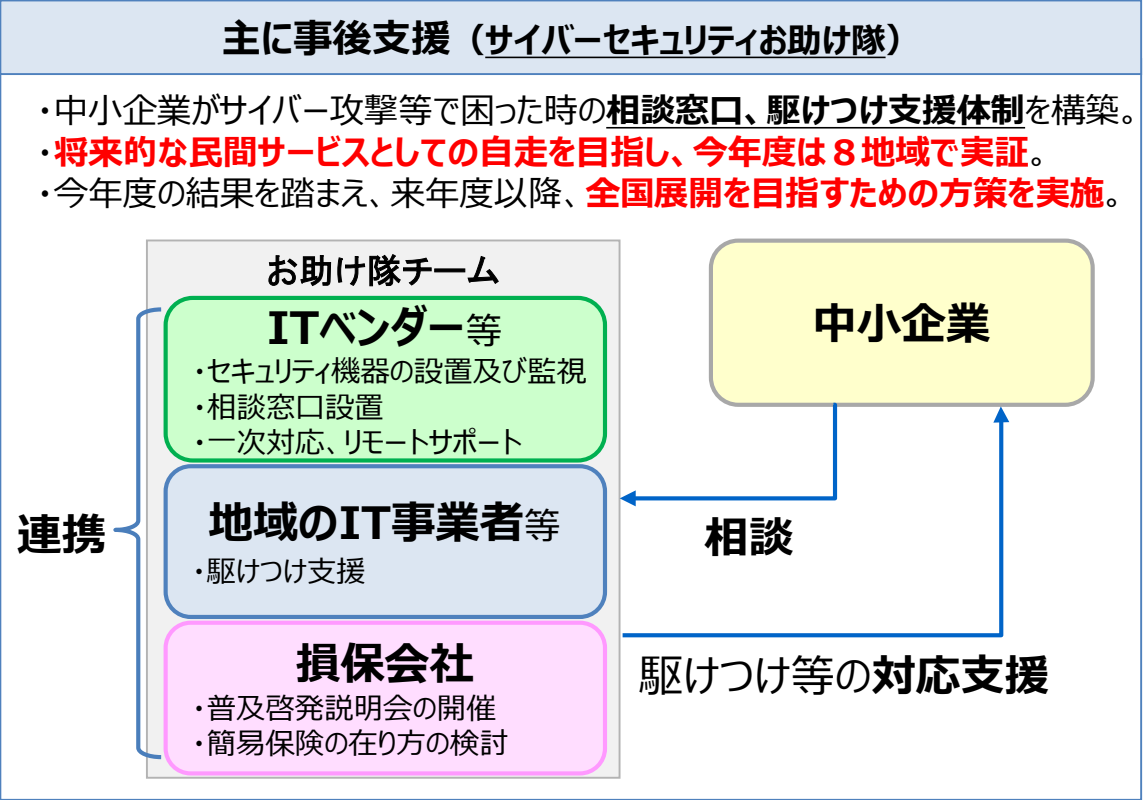 主に事後支援（サイバーセキュリティお助け隊）
・中小企業がサイバー攻撃等で困った時の相談窓口、駆けつけ支援体制を構築。
・将来的な民間サービスとしての自走を目指し、今年度は８地域で実証。
・今年度の結果を踏まえ、来年度以降、全国展開を目指すための方策を実施。
お助け隊チーム
ITベンダー等
・セキュリティ機器の設置及び監視
・相談窓口設置
・一次対応、リモートサポート
地域のIT事業者等
・駆けつけ支援
損保会社
・普及啓発説明会の開催
・簡易保険の在り方の検討
連携
中小企業
相談
駆けつけ等の対応支援